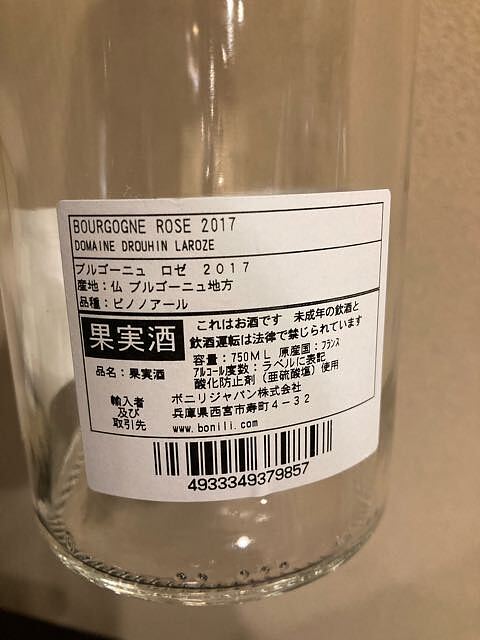 BOURGOGNE ROSE 2017
DOMAINE DROUHIN LAROZE
ブルゴーニュ ロゼ 2017
産地:仏 ブルゴーニュ地方
品種:ピノノアール
果実酒
これはお酒です 未成年の飲酒と
飲酒運転は法律で禁じられています
容量:750ML 原産国:フランス
アルコール度数:ラベルに表記
品名:果実酒
酸化防止剤(亜硫酸塩)使用
輸入者
及び
取引先
ボニリジャパン株式会社
兵庫県西宮市寿町4-32
www.bonili.com
4933349379857